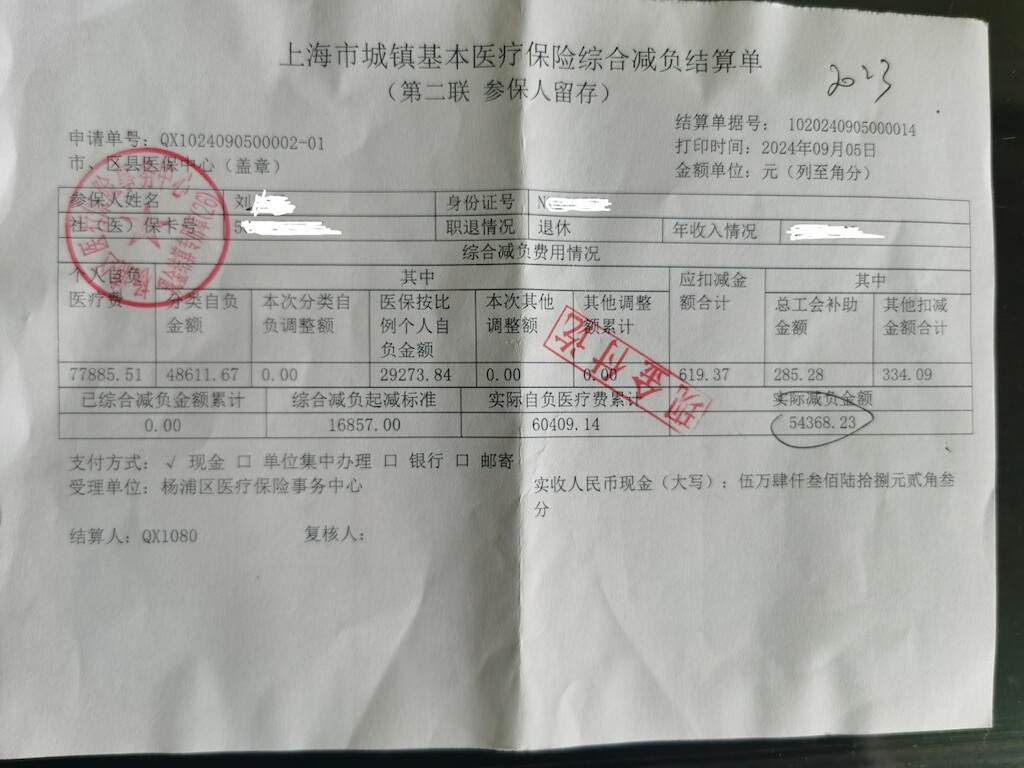 上海市城镇基本医疗保险综合减负结算单
（第二联 参保人留存）
2023
结算单据号： 1020240905000014
申请单号：QX1024090500002-01
打印时间：2024年09月05日
市、区县医保中心（盖章）
金额单位：元（列至角分）
参保人姓名 刘 身份证号 N
社（医）保卡号 5 职退情况 退休 年收入情况
综合减负费用情况
个人自负医疗费 其中 应扣减金额合计 其中
分类自负金额 本次分类自负调整额 医保按比例个人自负金额 本次其他调整额 其他调整额累计 总工会补助金额 其他扣减金额合计
77885.51 48611.67 0.00 29273.84 0.00 0.00 619.37 285.28 334.09
已综合减负金额累计 综合减负起减标准 实际自负医疗费累计 实际减负金额
0.00 16857.00 60409.14 54368.23
现金付讫
支付方式：√ 现金 口 单位集中办理 口 银行 口 邮寄
受理单位：杨浦区医疗保险事务中心
实收人民币现金（大写）：伍万肆仟叁佰陆拾捌元贰角叁
分
结算人：QX1080 复核人：